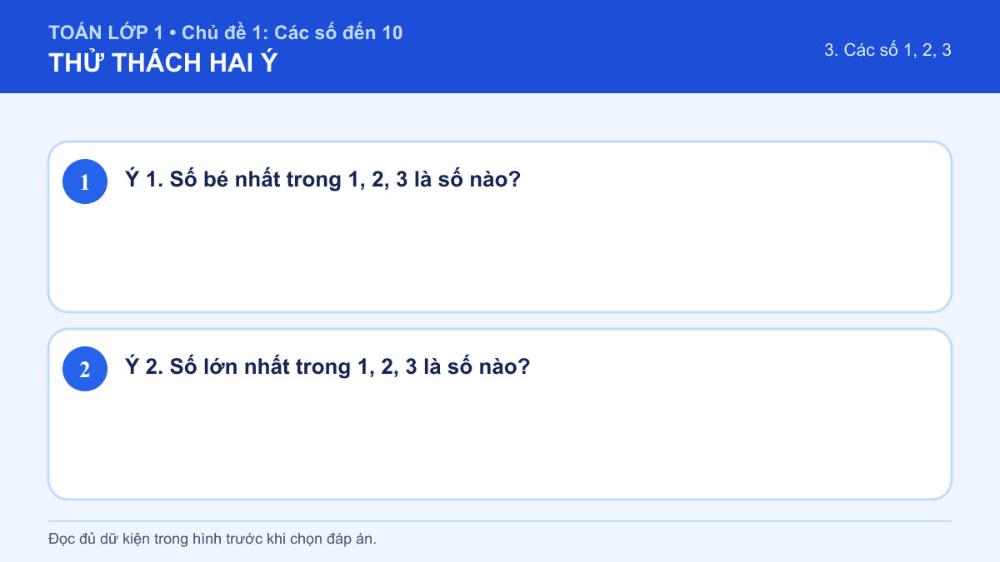 TOÁN LỚP 1 • Chủ đề 1: Các số đến 10
THỬ THÁCH HAI Ý
3. Các số 1, 2, 3
1
Ý 1. Số bé nhất trong 1, 2, 3 là số nào?
2
Ý 2. Số lớn nhất trong 1, 2, 3 là số nào?
Đọc đủ dữ kiện trong hình trước khi chọn đáp án.